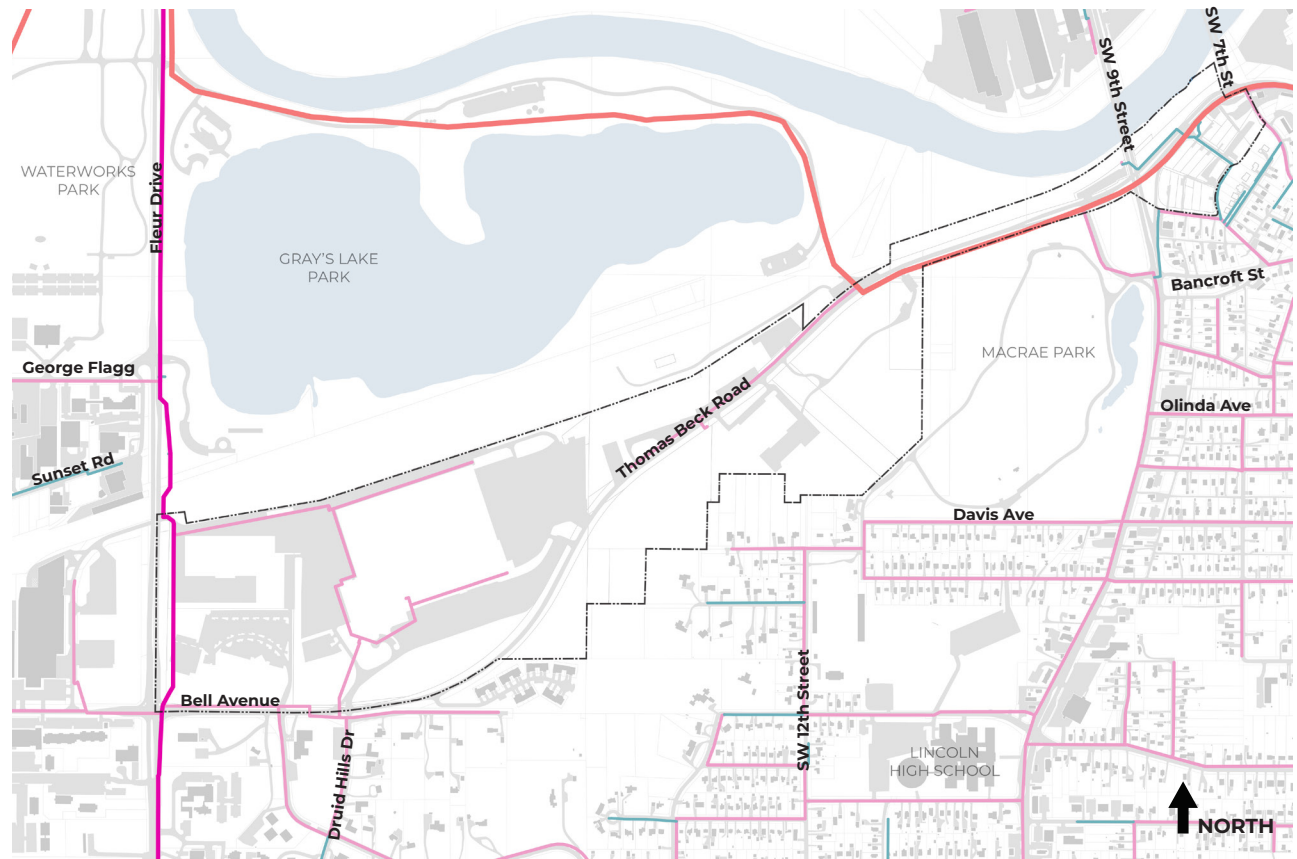 SW 7th St
SW 9th Street
WATERWORKS
PARK
Fleur Drive
GRAY'S LAKE
PARK
Bancroft St
MACRAE PARK
George Flagg
Thomas Beck Road
Olinda Ave
Sunset Rd
Davis Ave
Bell Avenue
SW 12th Street
Druid Hills Dr
LINCOLN
HIGH SCHOOL
NORTH